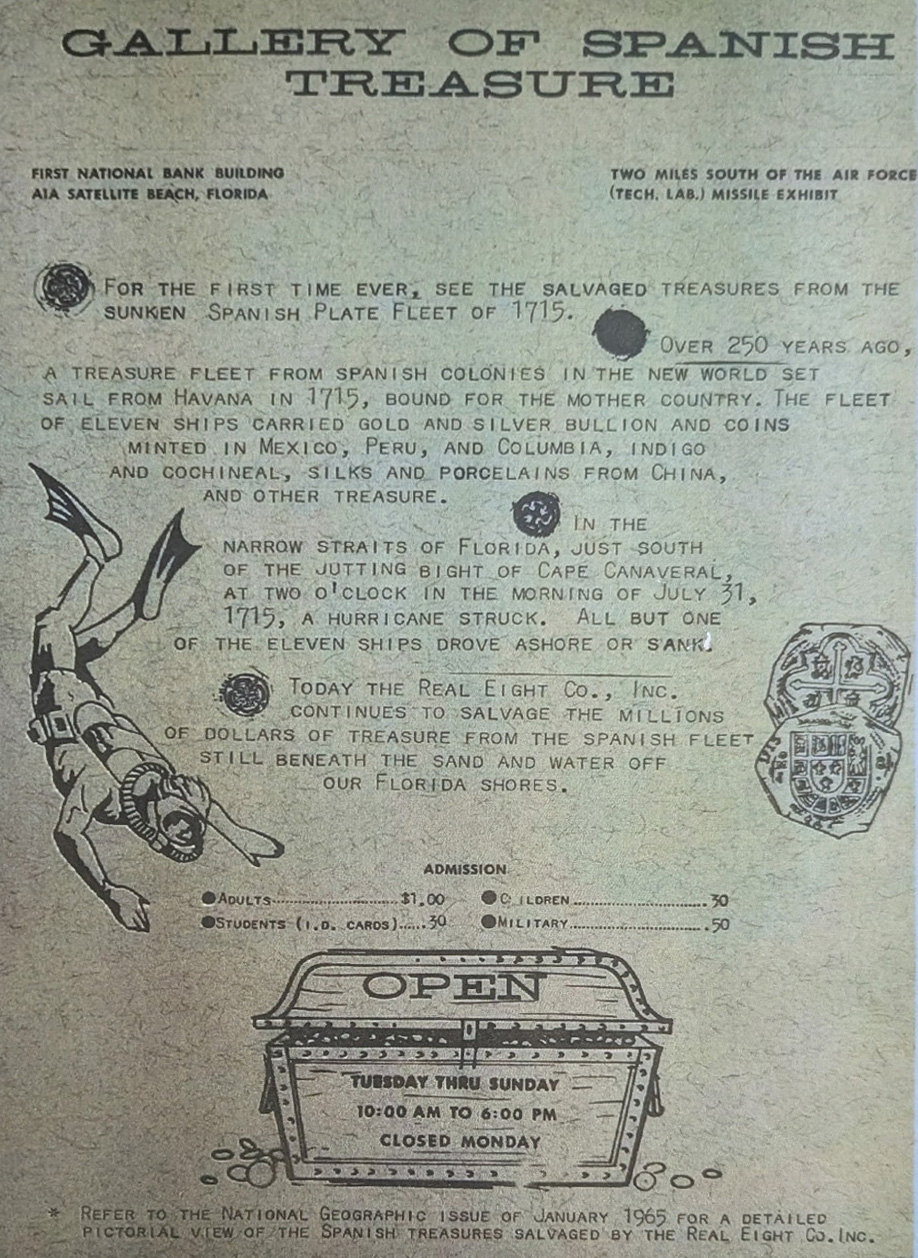 GALLERY OF SPANISH
TREASURE
FIRST NATIONAL BANK BUILDING
A1A SATELLITE BEACH, FLORIDA
TWO MILES SOUTH OF THE AIR FORCE
(TECH. LAB.) MISSILE EXHIBIT
FOR THE FIRST TIME EVER, SEE THE SALVAGED TREASURES FROM THE
SUNKEN SPANISH PLATE FLEET OF 1715.
OVER 250 YEARS AGO,
A TREASURE FLEET FROM SPANISH COLONIES IN THE NEW WORLD SET
SAIL FROM HAVANA IN 1715, BOUND FOR THE MOTHER COUNTRY. THE FLEET
OF ELEVEN SHIPS CARRIED GOLD AND SILVER BULLION AND COINS
MINTED IN MEXICO, PERU, AND COLUMBIA, INDIGO
AND COCHINEAL, SILKS AND PORCELAINS FROM CHINA,
AND OTHER TREASURE.
IN THE
NARROW STRAITS OF FLORIDA, JUST SOUTH
OF THE JUTTING BIGHT OF CAPE CANAVERAL,
AT TWO O'CLOCK IN THE MORNING OF JULY 31,
1715, A HURRICANE STRUCK. ALL BUT ONE
OF THE ELEVEN SHIPS DROVE ASHORE OR SANK.
TODAY THE REAL EIGHT CO., INC.
CONTINUES TO SALVAGE THE MILLIONS
OF DOLLARS OF TREASURE FROM THE SPANISH FLEET
STILL BENEATH THE SAND AND WATER OFF
OUR FLORIDA SHORES.
ADMISSION
ADULTS $1.00 C ILDREN .30
STUDENTS (I.D. CARDS) .30 MILITARY .50
OPEN
TUESDAY THRU SUNDAY
10:00 AM TO 6:00 PM
CLOSED MONDAY
* REFER TO THE NATIONAL GEOGRAPHIC ISSUE OF JANUARY 1965 FOR A DETAILED
PICTORIAL VIEW OF THE SPANISH TREASURES SALVAGED BY THE REAL EIGHT CO. INC.